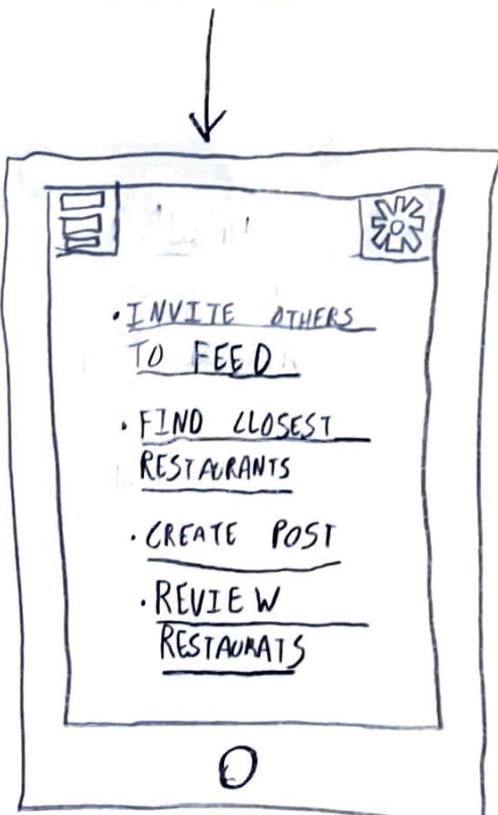 · INVITE OTHERS
TO FEED
· FIND CLOSEST
RESTAURANTS
· CREATE POST
· REVIEW
RESTAURATS